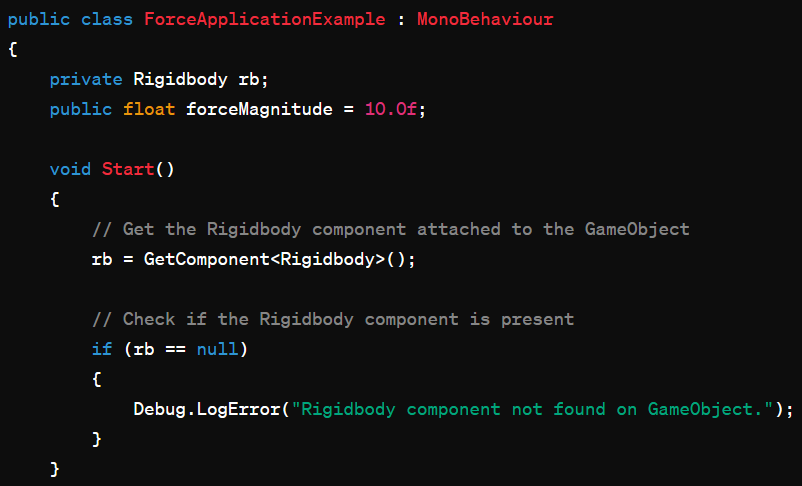 public class ForceApplicationExample : MonoBehaviour
{
    private Rigidbody rb;
    public float forceMagnitude = 10.0f;

    void Start()
    {
        // Get the Rigidbody component attached to the GameObject
        rb = GetComponent<Rigidbody>();

        // Check if the Rigidbody component is present
        if (rb == null)
        {
            Debug.LogError("Rigidbody component not found on GameObject.");
        }
    }